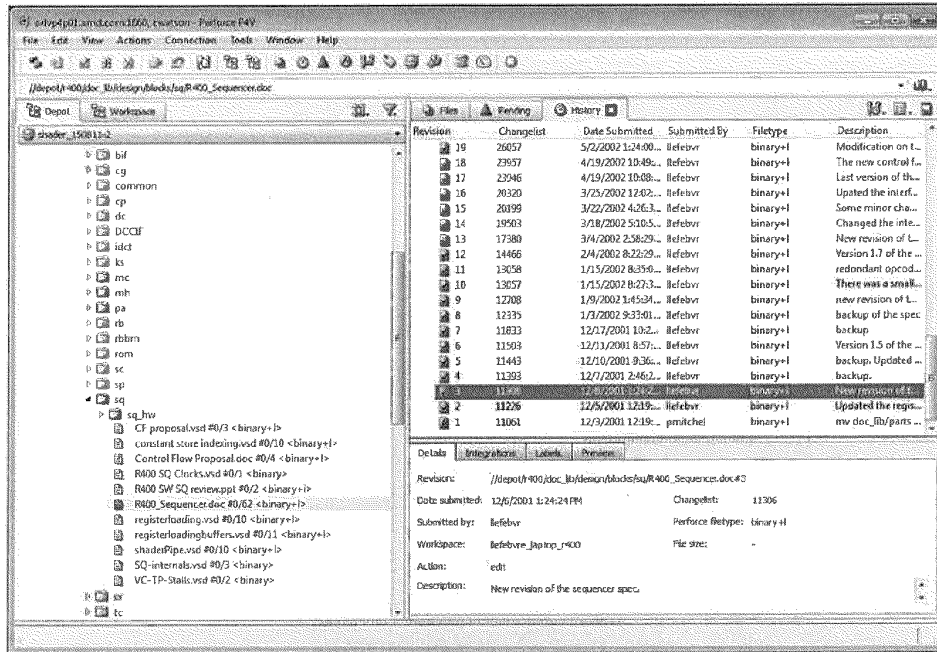 Perforce P4V
File Edit View Actions Connection Tools Window Help
//depot/r400/doc_lib/design/blocks/sq/R400_Sequencer.doc
Depot Workspace
shader_150811-2
bif
cg
common
cp
dc
DCCIF
idct
ks
mc
mh
pa
rb
rbbm
rom
sc
sp
sq
sq_hw
CF proposal.vsd #0/3 <binary+l>
constant store indexing.vsd #0/10 <binary+l>
Control Flow Proposal.doc #0/4 <binary+l>
R400 SQ Clocks.vsd #0/1 <binary>
R400 SW SQ review.ppt #0/2 <binary+l>
R400_Sequencer.doc #0/62 <binary+l>
registerloading.vsd #0/10 <binary+l>
registerloadingbuffers.vsd #0/11 <binary+l>
shaderPipe.vsd #0/10 <binary+l>
SQ-internals.vsd #0/3 <binary>
VC-TP-Stalls.vsd #0/2 <binary>
tc
Files Pending History
Revision Changelist Date Submitted Submitted By Filetype Description
19 26057 5/2/2002 1:24:00... llefebvr binary+l Modification on t...
18 23957 4/19/2002 10:49:... llefebvr binary+l The new control f...
17 23946 4/19/2002 10:08:... llefebvr binary+l Last version of th...
16 20320 3/25/2002 12:02:... llefebvr binary+l Upated the interf...
15 20199 3/22/2002 4:26:3... llefebvr binary+l Some minor cha...
14 19503 3/18/2002 5:10:5... llefebvr binary+l Changed the inte...
13 17380 3/4/2002 2:58:29... llefebvr binary+l New revision of t...
12 14466 2/4/2002 8:22:29... llefebvr binary+l Version 1.7 of the ...
11 13058 1/15/2002 8:35:0... llefebvr binary+l redondant opcod...
10 13057 1/15/2002 8:27:3... llefebvr binary+l There was a small...
9 12708 1/9/2002 1:45:34... llefebvr binary+l new revision of t...
8 12335 1/3/2002 9:33:01... llefebvr binary+l backup of the spec
7 11833 12/17/2001 10:2... llefebvr binary+l backup
6 11503 12/11/2001 8:57:... llefebvr binary+l Version 1.5 of the ...
5 11443 12/10/2001 9:36:... llefebvr binary+l backup. Updated ...
4 11393 12/7/2001 2:46:2... llefebvr binary+l backup.
3 New revision of t...
2 11226 12/5/2001 12:19:... llefebvr binary+l Updated the regis...
1 11061 12/3/2001 12:19:... pmitchel binary+l mv doc_lib/parts ...
Details Integrations Labels Preview
Revision: //depot/r400/doc_lib/design/blocks/sq/R400_Sequencer.doc#3
Date submitted: 12/6/2001 1:24:24 PM Changelist: 11306
Submitted by: llefebvr Perforce filetype: binary+l
Workspace: llefebvre_laptop_r400 File size: -
Action: edit
Description: New revision of the sequencer spec.